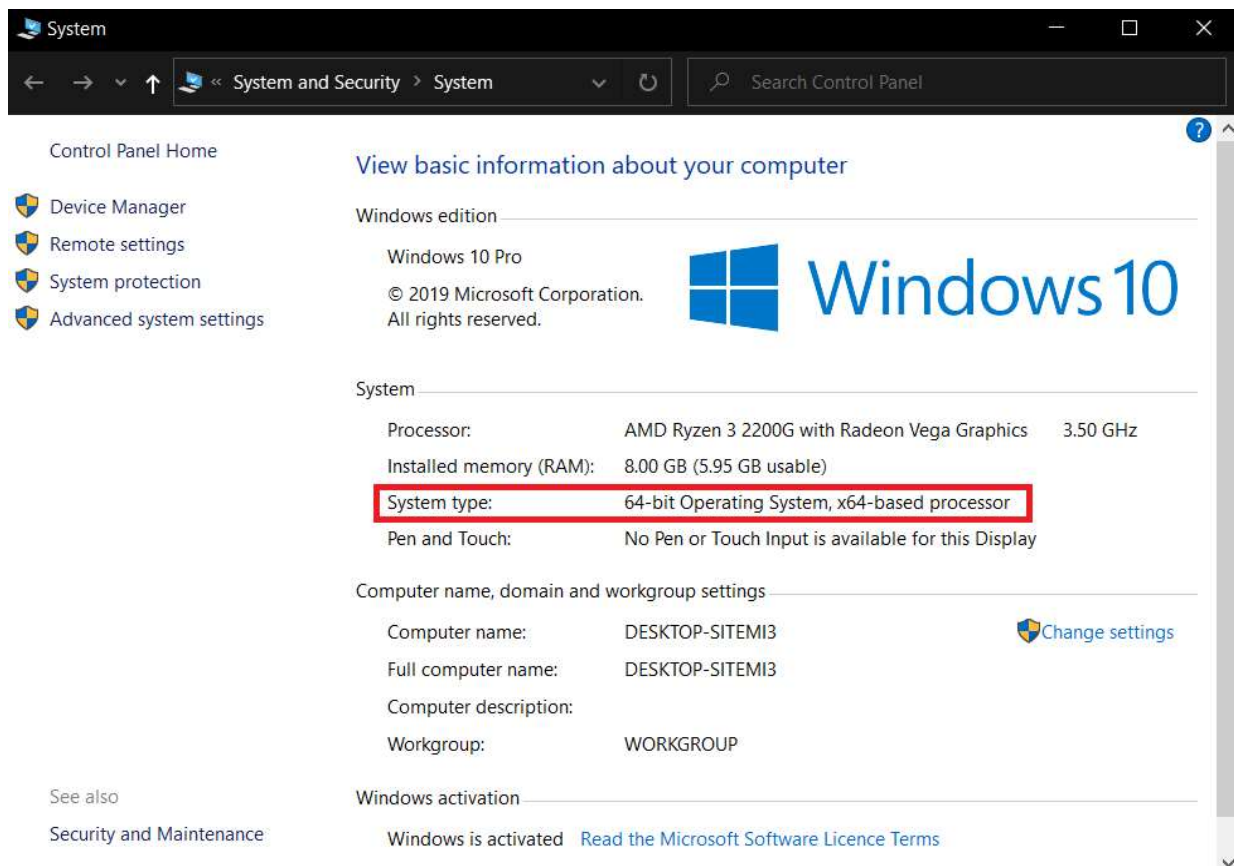 System
« System and Security > System
Search Control Panel
Control Panel Home
Device Manager
Remote settings
System protection
Advanced system settings
See also
Security and Maintenance
?
View basic information about your computer
Windows edition
Windows 10 Pro
© 2019 Microsoft Corporation.
All rights reserved.
Windows 10
System
Processor: AMD Ryzen 3 2200G with Radeon Vega Graphics 3.50 GHz
Installed memory (RAM): 8.00 GB (5.95 GB usable)
System type: 64-bit Operating System, x64-based processor
Pen and Touch: No Pen or Touch Input is available for this Display
Computer name, domain and workgroup settings
Computer name: DESKTOP-SITEMI3 Change settings
Full computer name: DESKTOP-SITEMI3
Computer description:
Workgroup: WORKGROUP
Windows activation
Windows is activated Read the Microsoft Software Licence Terms